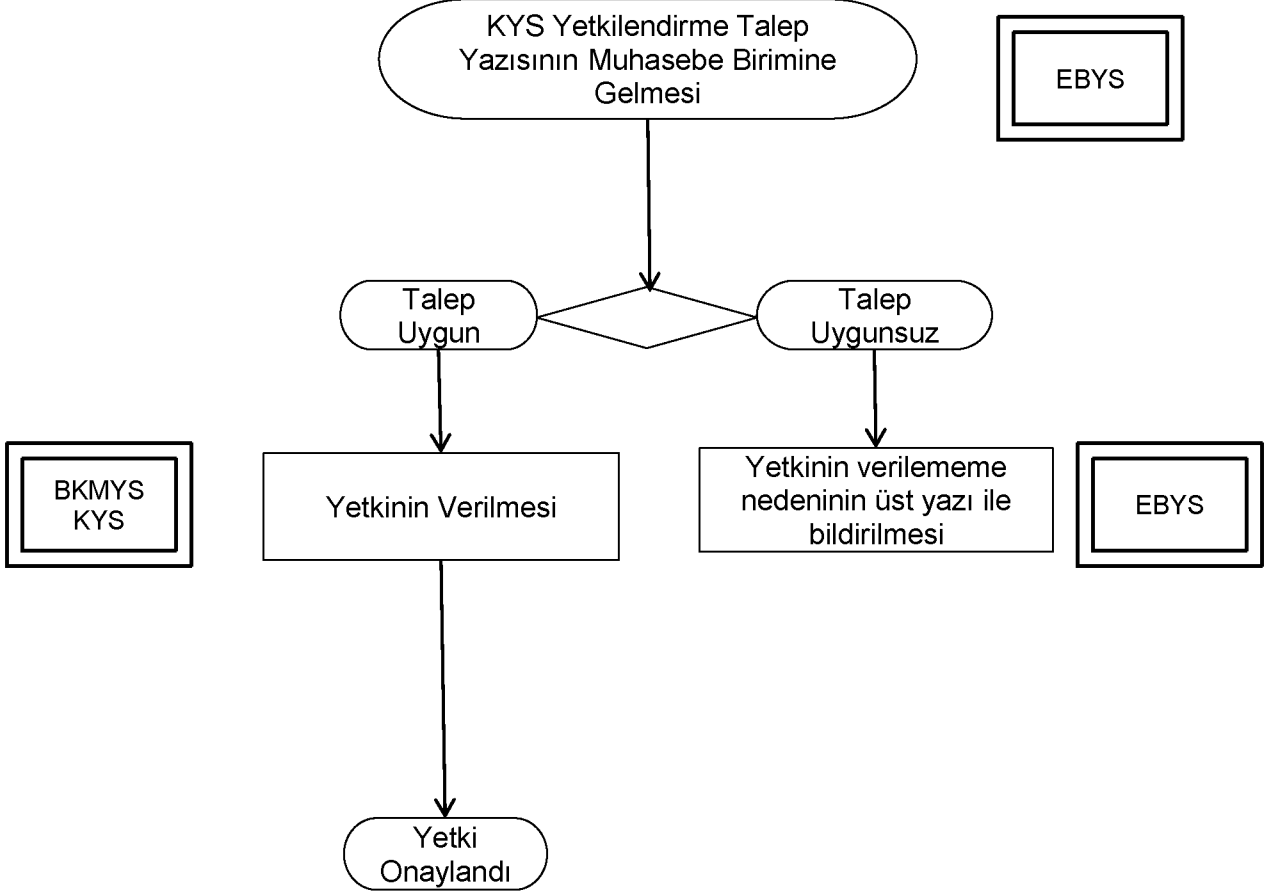 KYS Yetkilendirme Talep
Yazısının Muhasebe Birimine
Gelmesi
EBYS
Talep
Uygun
Talep
Uygunsuz
BKMYS
KYS
Yetkinin Verilmesi
Yetkinin verilememe
nedeninin üst yazı ile
bildirilmesi
EBYS
Yetki
Onaylandı